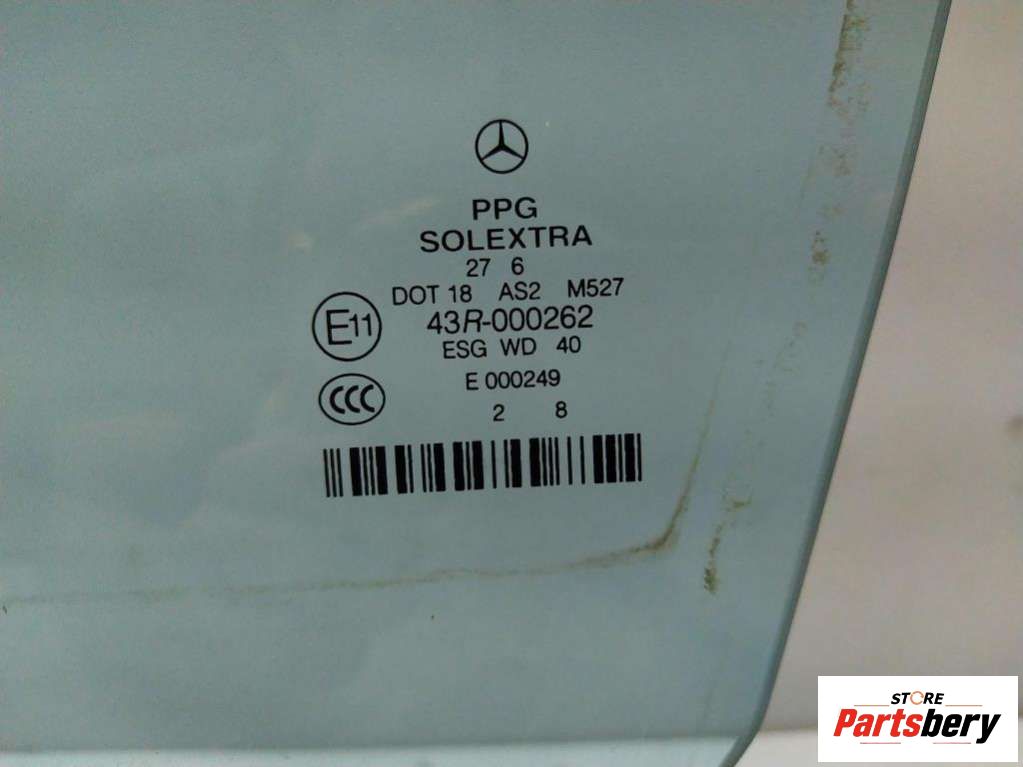 PPG
SOLEXTRA
27 6
DOT 18 AS2 M527
E11 43R-000262
ESG WD 40
CCC E 000249
2 8
STORE
Partsbery